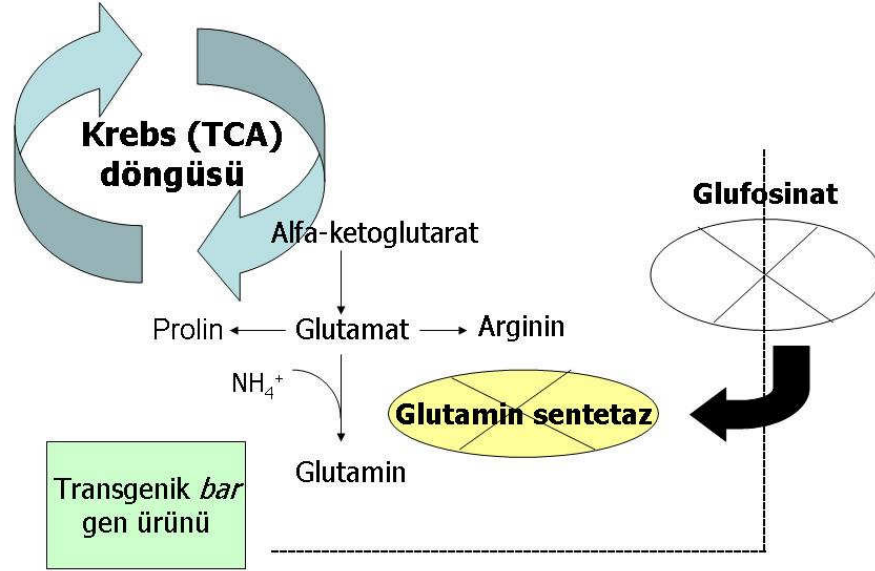 Krebs (TCA)
döngüsü
Glufosinat
Alfa-ketoglutarat
Prolin
Glutamat
Arginin
NH₄⁺
Glutamin sentetaz
Glutamin
Transgenik bar
gen ürünü